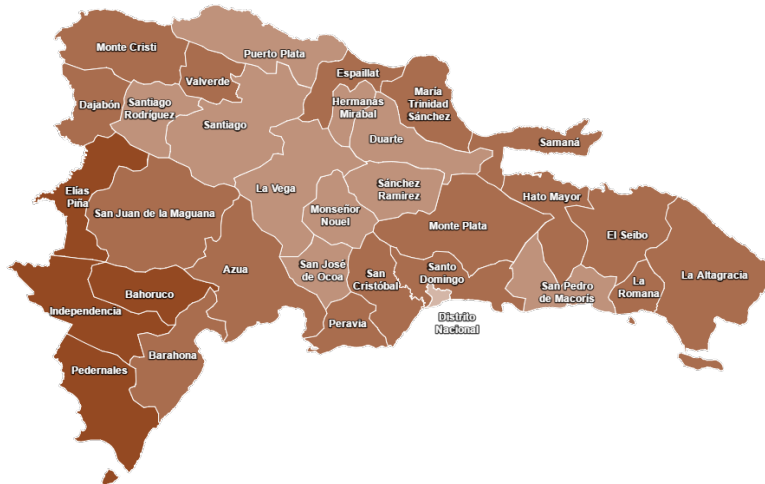 Monte Cristi
Puerto Plata
Valverde
Espaillat
María
Trinidad
Sánchez
Dajabón
Santiago
Rodríguez
Hermanas
Mirabal
Santiago
Duarte
Samaná
Elías
Piña
La Vega
Sánchez
Ramírez
Hato Mayor
San Juan de la Maguana
Monseñor
Nouel
Monte Plata
El Seibo
Azua
San José
de Ocoa
San
Cristóbal
Santo
Domingo
La Altagracia
Bahoruco
San Pedro
de Macoris
La
Romana
Independencia
Peravia
Distrito
Nacional
Barahona
Pedernales